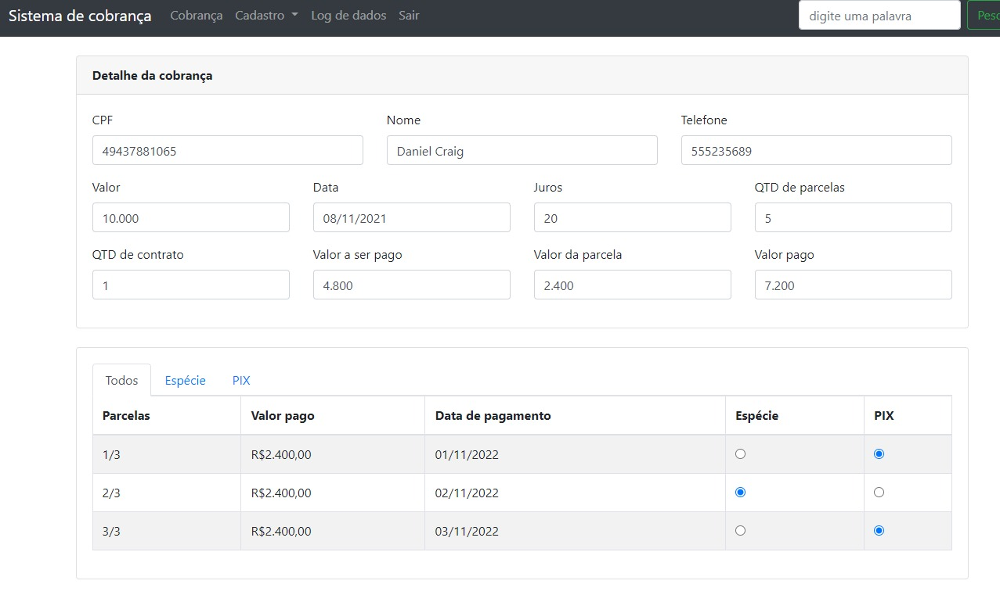 Sistema de cobrança Cobrança Cadastro Log de dados Sair digite uma palavra Pesc
Detalhe da cobrança
CPF Nome Telefone
49437881065 Daniel Craig 555235689
Valor Data Juros QTD de parcelas
10.000 08/11/2021 20 5
QTD de contrato Valor a ser pago Valor da parcela Valor pago
1 4.800 2.400 7.200
Todos Espécie PIX
Parcelas Valor pago Data de pagamento Espécie PIX
1/3 R$2.400,00 01/11/2022
2/3 R$2.400,00 02/11/2022
3/3 R$2.400,00 03/11/2022